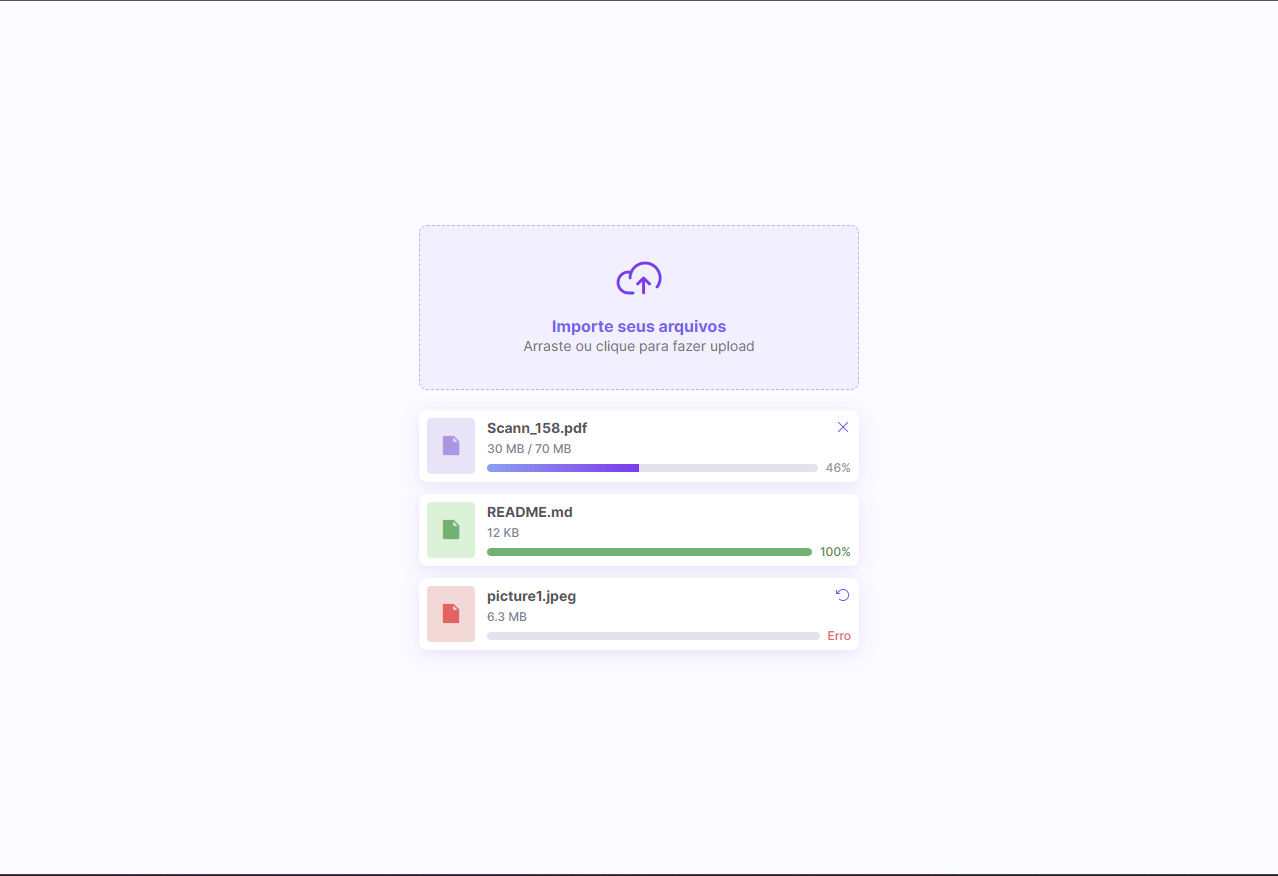 Importe seus arquivos
Arraste ou clique para fazer upload
Scann_158.pdf
30 MB / 70 MB
46%
README.md
12 KB
100%
picture1.jpeg
6.3 MB
Erro